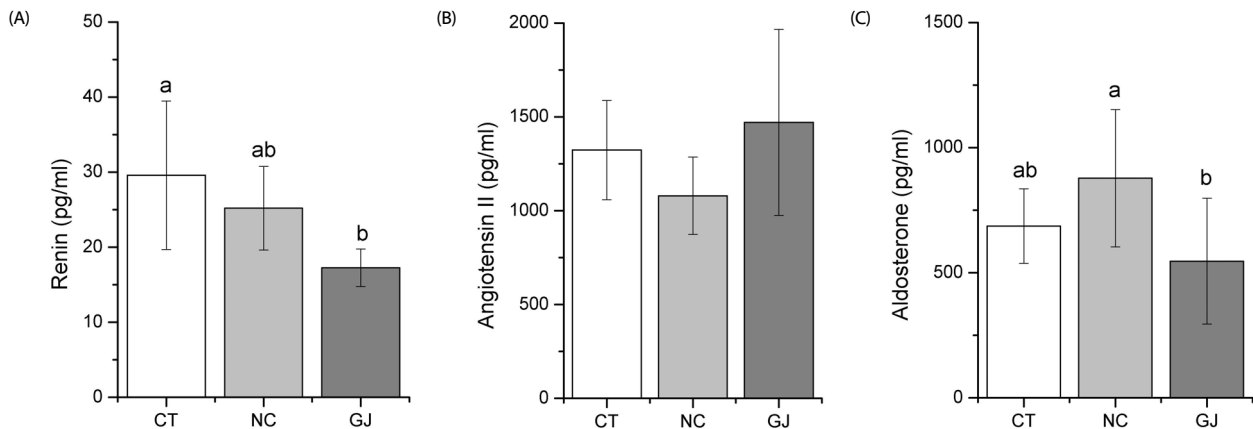 (A)
50
40
30
20
10
0
Renin (pg/ml)
a
ab
b
CT NC GJ
(B)
2000
1500
1000
500
0
Angiotensin II (pg/ml)
CT NC GJ
(C)
1500
1000
500
0
Aldosterone (pg/ml)
ab
a
b
CT NC GJ